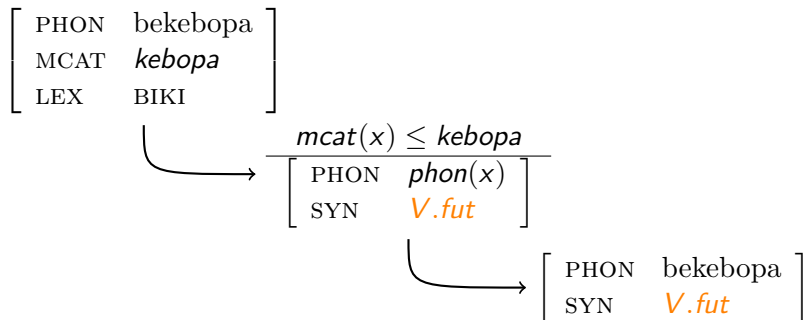 PHON bekebopa
MCAT kebopa
LEX BIKI
mcat(x) ≤ kebopa
PHON phon(x)
SYN V.fut
PHON bekebopa
SYN V.fut